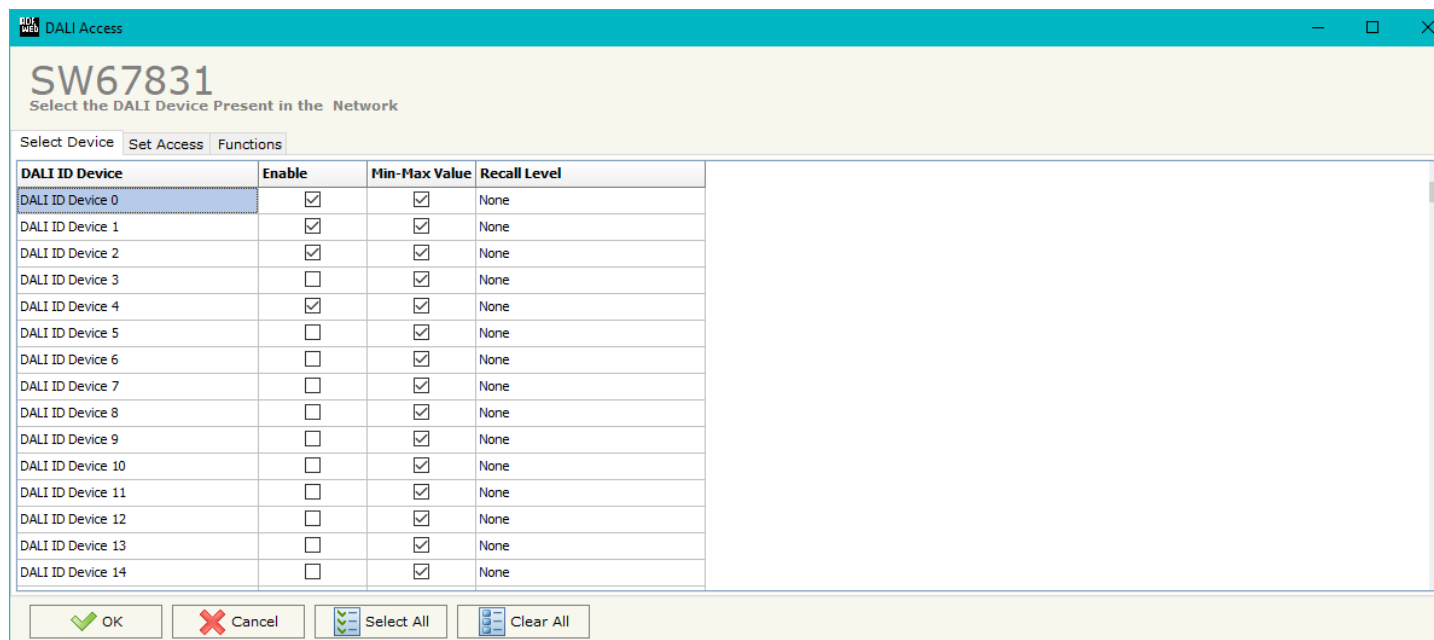 ADF WEB DALI Access
SW67831
Select the DALI Device Present in the Network
Select Device Set Access Functions
DALI ID Device Enable Min-Max Value Recall Level
DALI ID Device 0 None
DALI ID Device 1 None
DALI ID Device 2 None
DALI ID Device 3 None
DALI ID Device 4 None
DALI ID Device 5 None
DALI ID Device 6 None
DALI ID Device 7 None
DALI ID Device 8 None
DALI ID Device 9 None
DALI ID Device 10 None
DALI ID Device 11 None
DALI ID Device 12 None
DALI ID Device 13 None
DALI ID Device 14 None
OK Cancel Select All Clear All